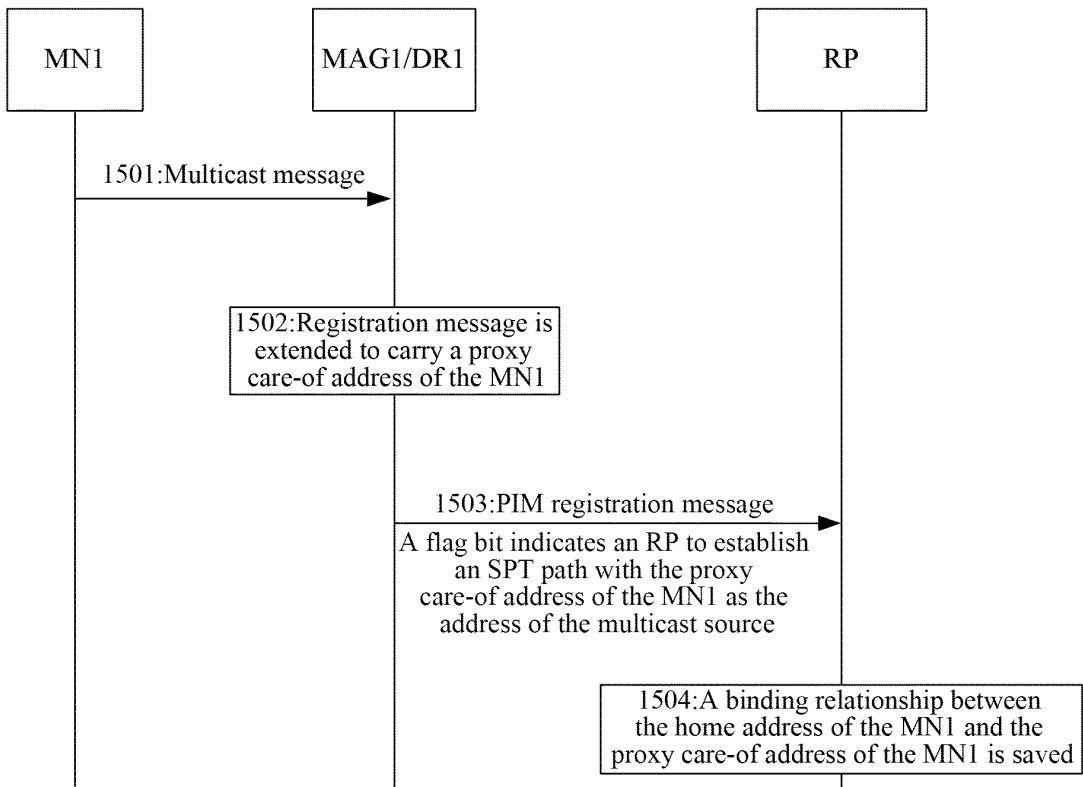 MN1
MAG1/DR1
RP
1501:Multicast message
1502:Registration message is
extended to carry a proxy
care-of address of the MN1
1503:PIM registration message
A flag bit indicates an RP to establish
an SPT path with the proxy
care-of address of the MN1 as the
address of the multicast source
1504:A binding relationship between
the home address of the MN1 and the
proxy care-of address of the MN1 is saved